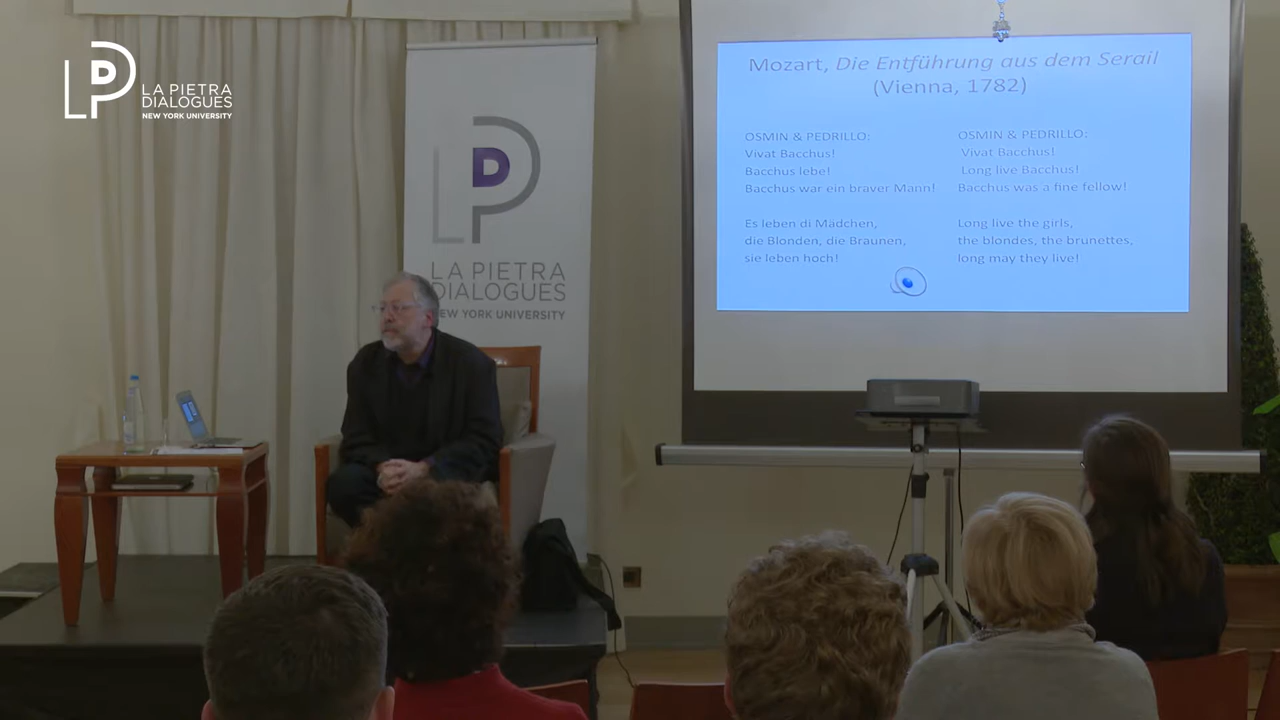 LA PIETRA
DIALOGUES
NEW YORK UNIVERSITY
LA PIETRA
DIALOGUES
NEW YORK UNIVERSITY
Mozart, Die Entführung aus dem Serail
(Vienna, 1782)
OSMIN & PEDRILLO:
Vivat Bacchus!
Bacchus lebe!
Bacchus war ein braver Mann!
Es leben di Mädchen,
die Blonden, die Braunen,
sie leben hoch!
OSMIN & PEDRILLO:
Vivat Bacchus!
Long live Bacchus!
Bacchus was a fine fellow!
Long live the girls,
the blondes, the brunettes,
long may they live!